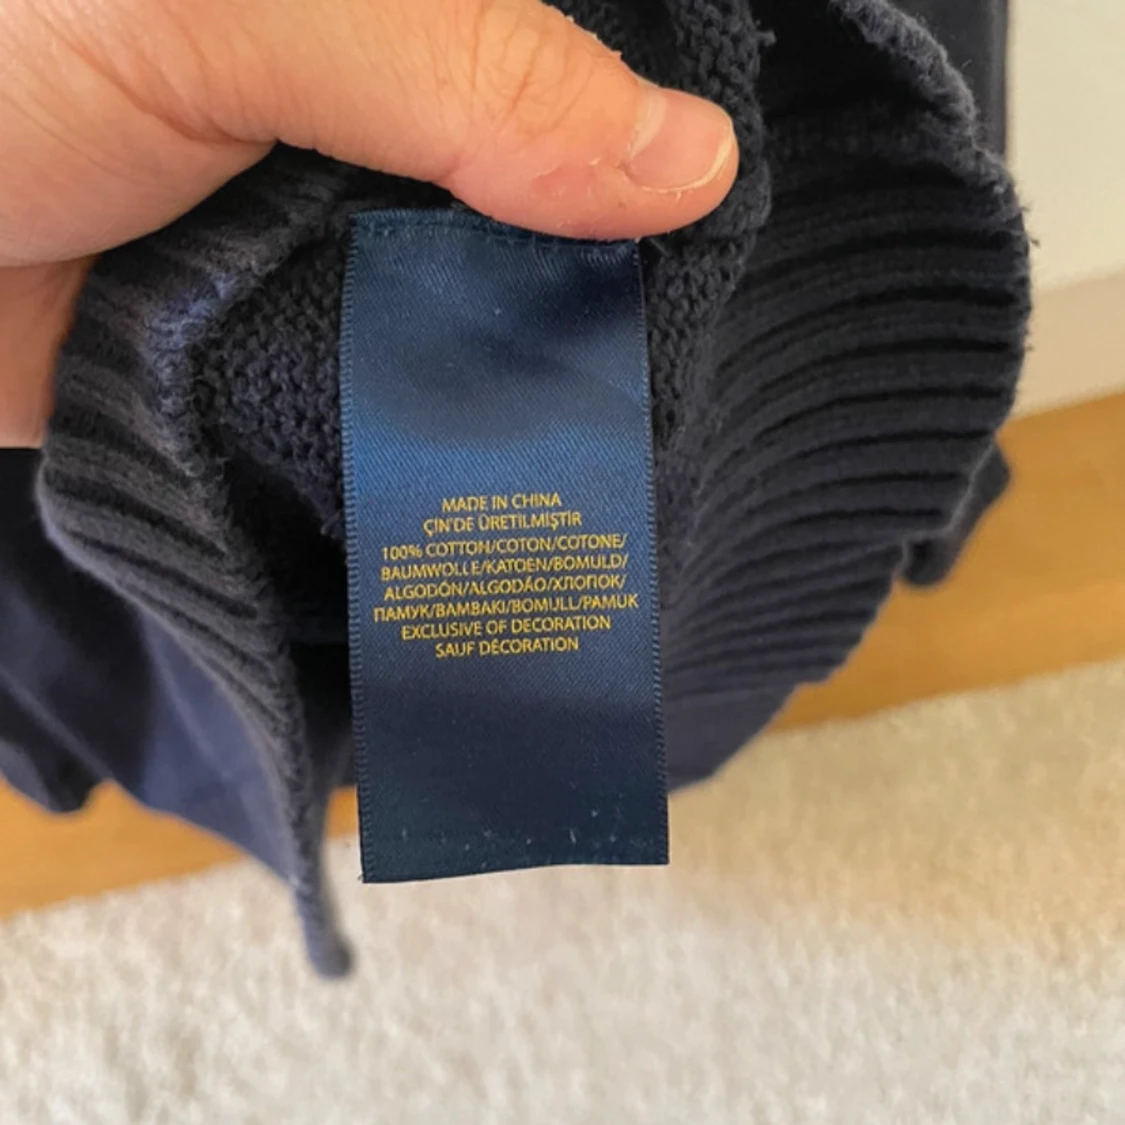 MADE IN CHINA
ÇIN'DE ÜRETİLMİŞTİR
100% COTTON/COTON/COTONE/
BAUMWOLLE/KATOEN/BOMULD/
ALGODÓN/ALGODÃO/ХЛОПОК/
ПАМУК/BAMBAKI/BOMULL/PAMUK
EXCLUSIVE OF DECORATION
SAUF DÉCORATION